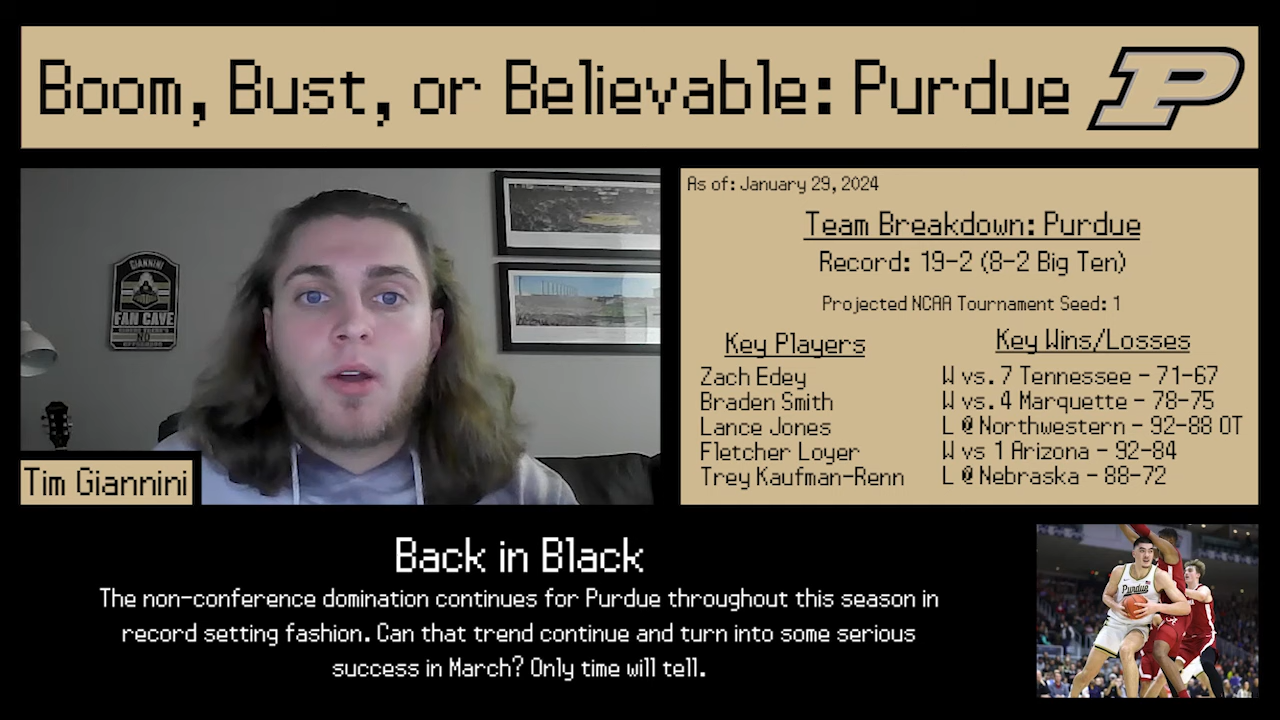 Boom, Bust, or Believable: Purdue
P
GIANNINI
FAN CAVE
NO
Tim Giannini
As of: January 29, 2024
Team Breakdown: Purdue
Record: 19-2 (8-2 Big Ten)
Projected NCAA Tournament Seed: 1
Key Players
Zach Edey
Braden Smith
Lance Jones
Fletcher Loyer
Trey Kaufman-Renn
Key Wins/Losses
W vs. 7 Tennessee - 71-67
W vs. 4 Marquette - 78-75
L @ Northwestern - 92-88 OT
W vs 1 Arizona - 92-84
L @ Nebraska - 88-72
Back in Black
The non-conference domination continues for Purdue throughout this season in
record setting fashion. Can that trend continue and turn into some serious
success in March? Only time will tell.
Purdue